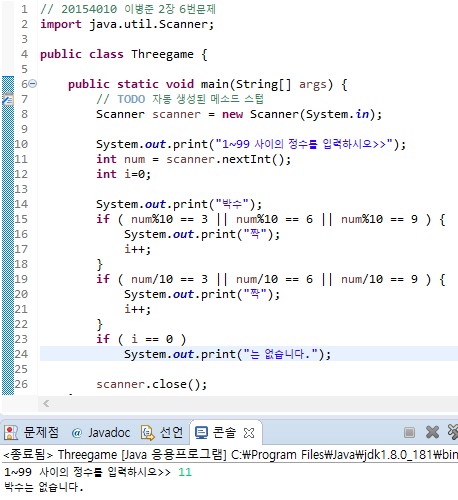 1 // 20154010 이병준 2장 6번문제
2 import java.util.Scanner;
3
4 public class Threegame {
5
6 public static void main(String[] args) {
7 // TODO 자동 생성된 메소드 스텁
8 Scanner scanner = new Scanner(System.in);
9
10 System.out.print("1~99 사이의 정수를 입력하시오>>");
11 int num = scanner.nextInt();
12 int i=0;
13
14 System.out.print("박수");
15 if ( num%10 == 3 || num%10 == 6 || num%10 == 9 ) {
16 System.out.print("짝");
17 i++;
18 }
19 if ( num/10 == 3 || num/10 == 6 || num/10 == 9 ) {
20 System.out.print("짝");
21 i++;
22 }
23 if ( i == 0 )
24 System.out.print("는 없습니다.");
25
26 scanner.close();
문제점 @ Javadoc 선언 콘솔
<종료됨> Threegame [Java 응용프로그램] C:\Program Files\Java\jdk1.8.0_181\bin
1~99 사이의 정수를 입력하시오>> 11
박수는 없습니다.